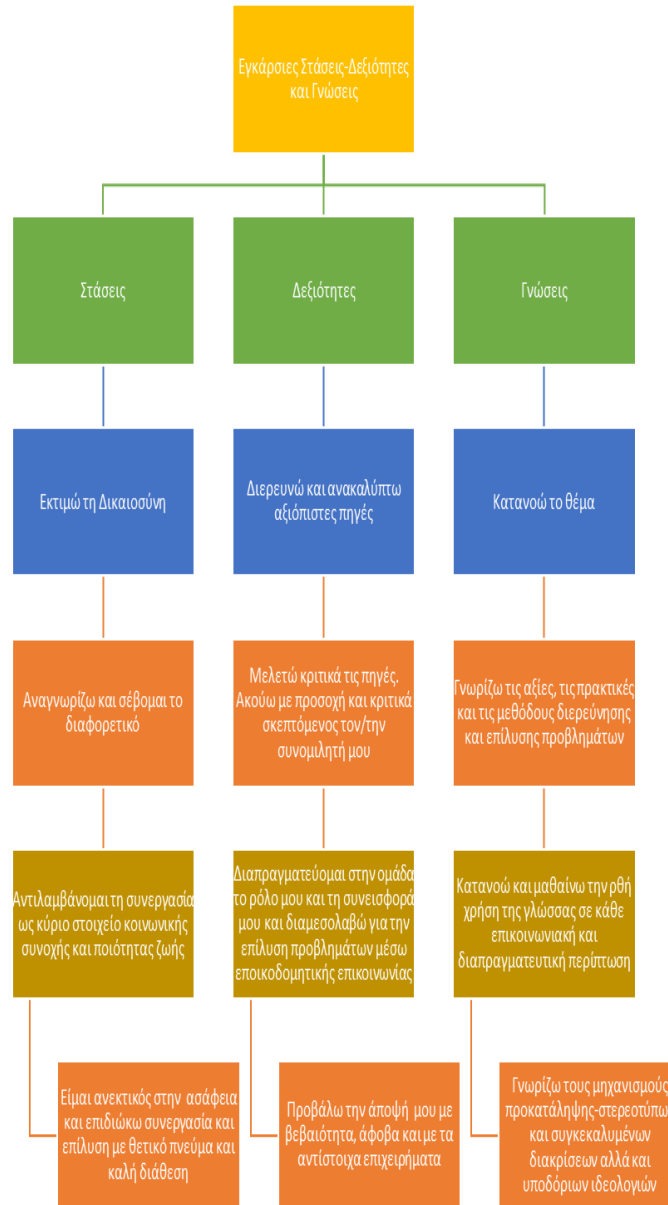 Εγκάρσιες Στάσεις-Δεξιότητες
και Γνώσεις
Στάσεις
Δεξιότητες
Γνώσεις
Εκτιμώ τη Δικαιοσύνη
Διερευνώ και ανακαλύπτω
αξιόπιστες πηγές
Κατανοώ το θέμα
Αναγνωρίζω και σέβομαι το
διαφορετικό
Μελετώ κριτικά τις πηγές.
Ακούω με προσοχή και κριτικά
σκεπτόμενος τον/την
συνομιλητή μου
Γνωρίζω τις αξίες, τις πρακτικές
και τις μεθόδους διερεύνησης
και επίλυσης προβλημάτων
Αντιλαμβάνομαι τη συνεργασία
ως κύριο στοιχείο κοινωνικής
συνοχής και ποιότητας ζωής
Διαπραγματεύομαι στην ομάδα
το ρόλο μου και τη συνεισφορά
μου και διαμεσολαβώ για την
επίλυση προβλημάτων μέσω
εποικοδομητικής επικοινωνίας
Κατανοώ και μαθαίνω την ρθή
χρήση της γλώσσας σε κάθε
επικοινωνιακή και
διαπραγματευτική περίπτωση
Είμαι ανεκτικός στην ασάφεια
και επιδιώκω συνεργασία και
επίλυση με θετικό πνεύμα και
καλή διάθεση
Προβάλω την άποψή μου με
βεβαιότητα, άφοβα και με τα
αντίστοιχα επιχειρήματα
Γνωρίζω τους μηχανισμούς
προκατάληψης-στερεοτύπω
και συγκεκαλυμένων
διακρίσεων αλλά και
υποδόριων ιδεολογιών